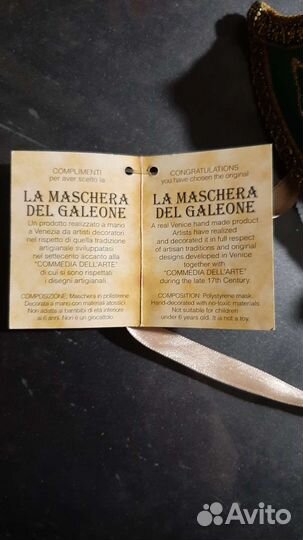 COMPLIMENTI
per aver scelto la
LA MASCHERA
DEL GALEONE
Un prodotto realizzato a mano
a Venezia da artisti decoratori
nel rispetto di quella tradizione
artigianale sviluppatasi
nel settecento accanto alla
"COMMEDIA DELL'ARTE"
di cui si sono rispettati
i disegni artigianali.
COMPOSIZIONE: Maschera in polistirene
Decorata a mano con materiali atossici
Non adatta ai bambibi di età inferiore
ai 6 anni. Non è un giocattolo.
CONGRATULATIONS
you have chosen the original
LA MASCHERA
DEL GALEONE
A real Venice hand made product.
Artists have realized
and decorated it in full respect
of artisan traditions and original
designs developed in Venice
together with
"COMMEDIA DELL'ARTE"
during the late 17th Century.
COMPOSITION: Polystyrene mask.
Hand-decorated with no-toxic materials.
Not suitable for children
under 6 years old. It is not a toy.
Avito